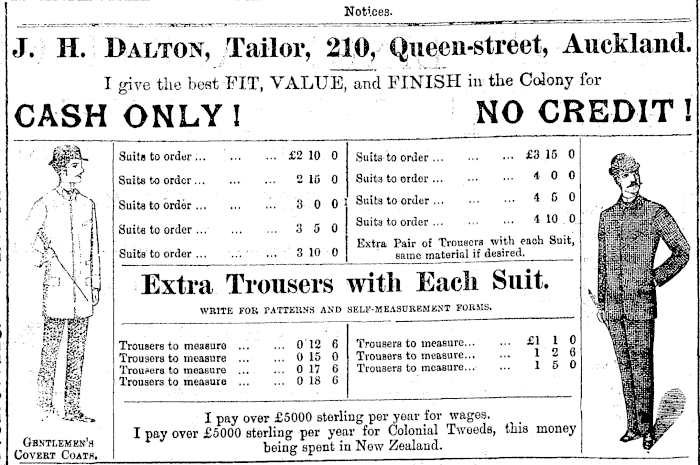 Notices.
J. H. DALTON, Tailor, 210, Queen-street, Auckland.
I give the best FIT, VALUE, and FINISH in the Colony for
CASH ONLY! NO CREDIT!
Suits to order ... ... ... £2 10 0
Suits to order ... ... ... 2 15 0
Suits to order ... ... ... 3 0 0
Suits to order ... ... ... 3 5 0
Suits to order ... ... ... 3 10 0
Suits to order ... ... ... £3 15 0
Suits to order ... ... ... 4 0 0
Suits to order ... ... ... 4 5 0
Suits to order ... ... ... 4 10 0
Extra Pair of Trousers with each Suit,
same material if desired.
Extra Trousers with Each Suit.
WRITE FOR PATTERNS AND SELF-MEASUREMENT FORMS.
Trousers to measure ... ... 0 12 6
Trousers to measure ... ... 0 15 0
Trousers to measure ... ... 0 17 6
Trousers to measure ... ... 0 18 6
Trousers to measure... ... £1 1 0
Trousers to measure... ... 1 2 6
Trousers to measure... ... 1 5 0
I pay over £5000 sterling per year for wages.
I pay over £5000 sterling per year for Colonial Tweeds, this money
being spent in New Zealand.
GENTLEMEN'S
COVERT COATS.